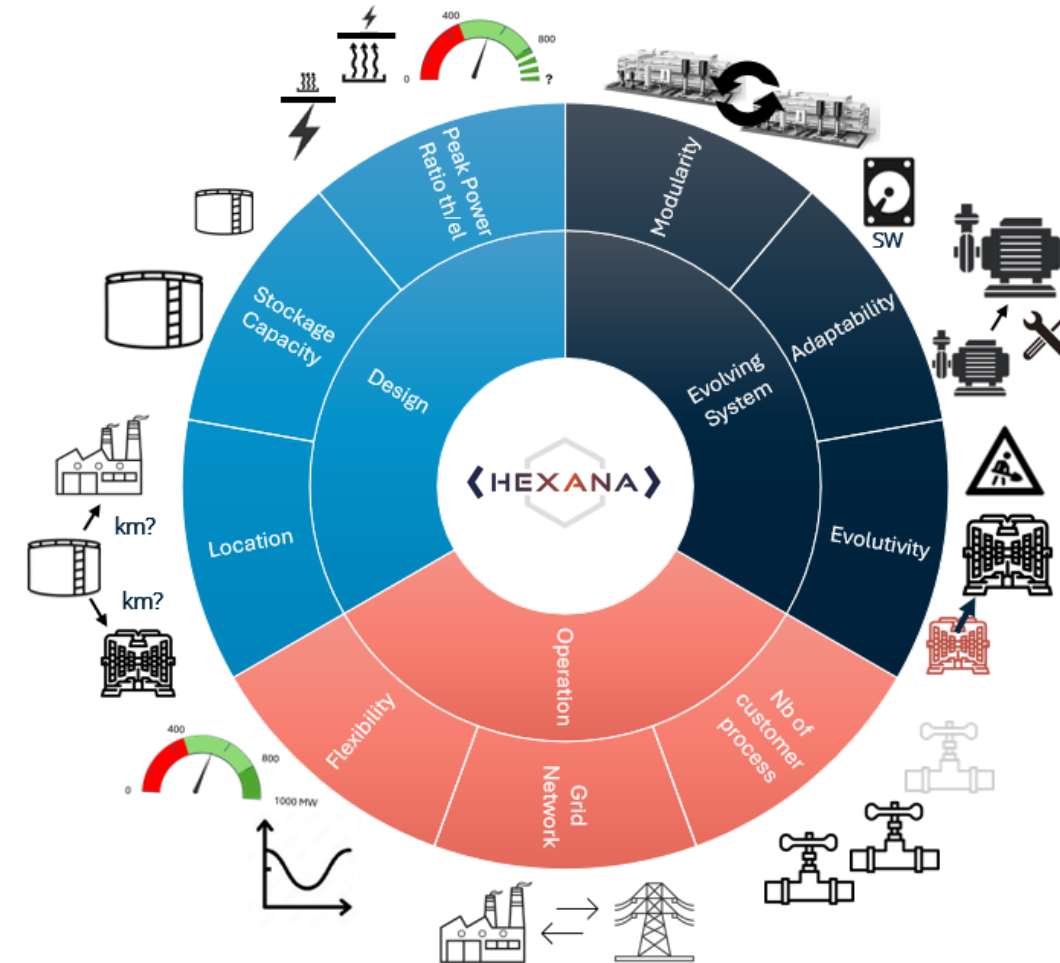 400
800
0
?
Peak Power
Ratio th/el
Modularity
SW
Stockage
Capacity
Adaptability
Design
Evolving
System
HEXANA
km?
Location
Evolutivity
km?
Operation
Flexibility
Nb of
customer
process
400
800
0
1000 MW
Grid
Network